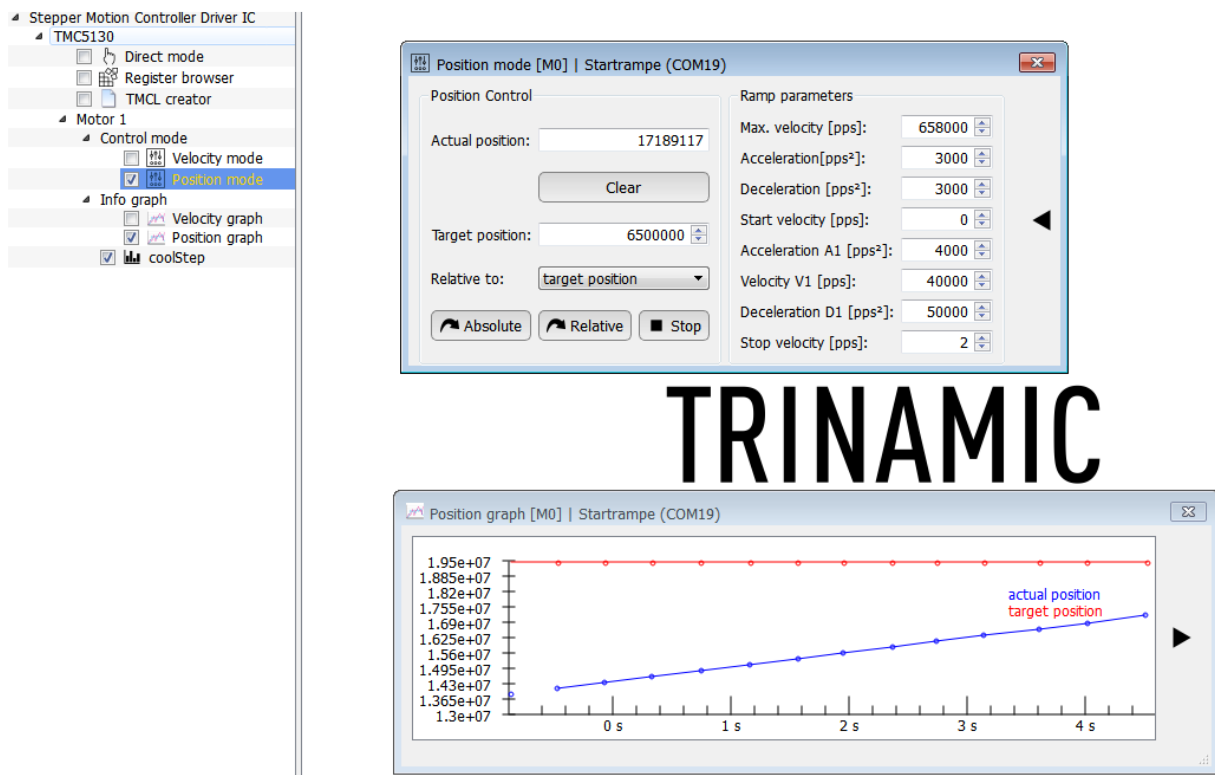 Stepper Motion Controller Driver IC
TMC5130
Direct mode
Register browser
TMCL creator
Motor 1
Control mode
Velocity mode
Position mode
Info graph
Velocity graph
Position graph
coolStep
Position mode [M0] | Startrampe (COM19)
Position Control
Actual position: 17189117
Clear
Target position: 6500000
Relative to: target position
Absolute Relative Stop
Ramp parameters
Max. velocity [pps]: 658000
Acceleration[pps²]: 3000
Deceleration [pps²]: 3000
Start velocity [pps]: 0
Acceleration A1 [pps²]: 4000
Velocity V1 [pps]: 40000
Deceleration D1 [pps²]: 50000
Stop velocity [pps]: 2
TRINAMIC
Position graph [M0] | Startrampe (COM19)
1.95e+07
1.885e+07
1.82e+07
1.755e+07
1.69e+07
1.625e+07
1.56e+07
1.495e+07
1.43e+07
1.365e+07
1.3e+07
actual position
target position
0 s 1 s 2 s 3 s 4 s